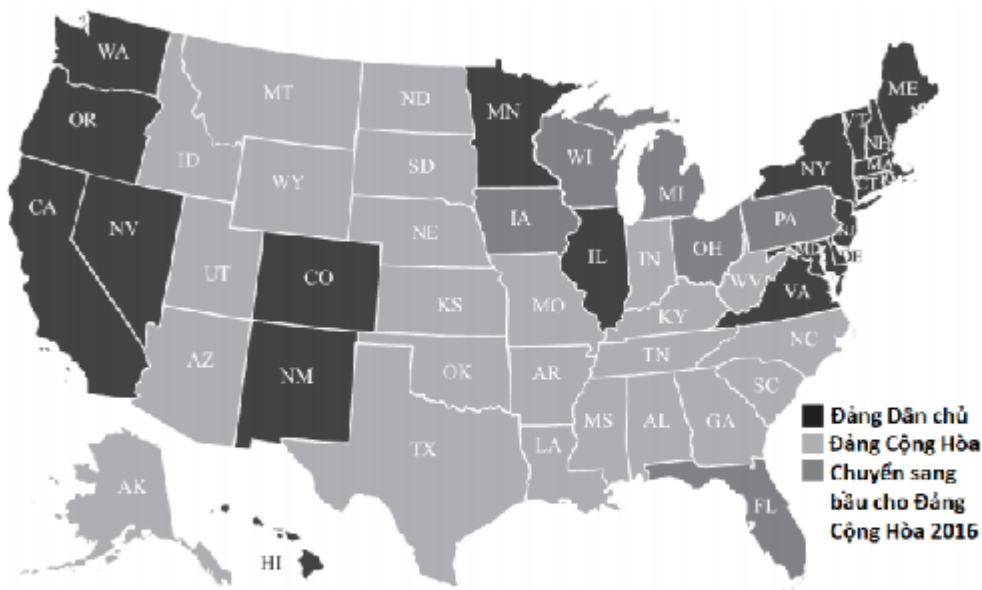 WA
MT
ND
MN
ME
OR
ID
SD
WI
VT
NH
WY
MI
NY
MA
CT
CA
NV
IA
PA
NE
NJ
UT
CO
IL
IN
OH
MD
DE
WV
VA
KS
MO
KY
AZ
NM
OK
AR
TN
NC
SC
MS
AL
GA
TX
LA
FL
AK
HI
Đảng Dân chủ
Đảng Cộng Hòa
Chuyển sang
bầu cho Đảng
Cộng Hòa 2016